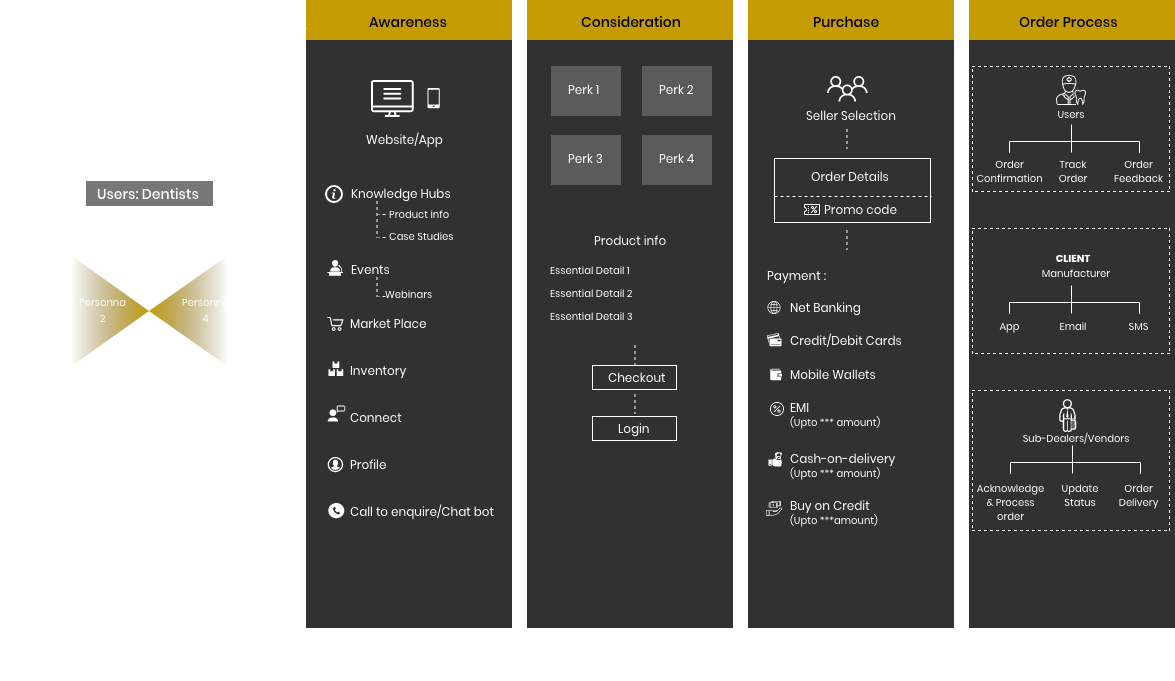 Users: Dentists
Personna
2
4
Awareness
Website/App
Knowledge Hubs
- Product info
- Case Studies
Events
-Webinars
Market Place
Inventory
Connect
Profile
Call to enquire/Chat bot
Consideration
Perk 1
Perk 2
Perk 3
Perk 4
Product info
Essential Detail 1
Essential Detail 2
Essential Detail 3
Checkout
Login
Purchase
Seller Selection
Order Details
Promo code
Payment :
Net Banking
Credit/Debit Cards
Mobile Wallets
EMI
(Upto *** amount)
Cash-on-delivery
(Upto *** amount)
Buy on Credit
(Upto ***amount)
Order Process
Users
Order
Confirmation
Track
Order
Order
Feedback
CLIENT
Manufacturer
App
Email
SMS
Sub-Dealers/Vendors
Acknowledge
& Process
order
Update
Status
Order
Delivery